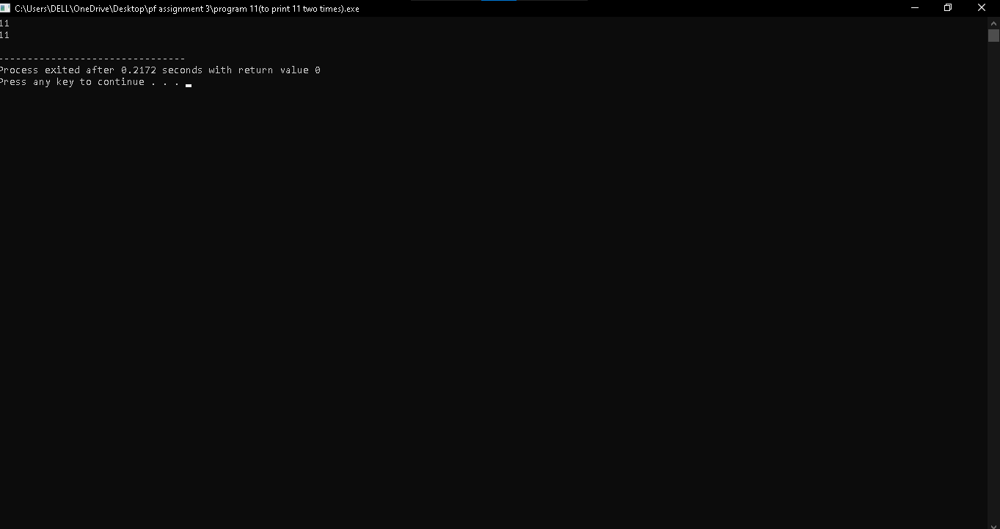 C:\Users\DELL\OneDrive\Desktop\pf assignment 3\program 11(to print 11 two times).exe
11
11
--------------------------------
Process exited after 0.2172 seconds with return value 0
Press any key to continue . . .